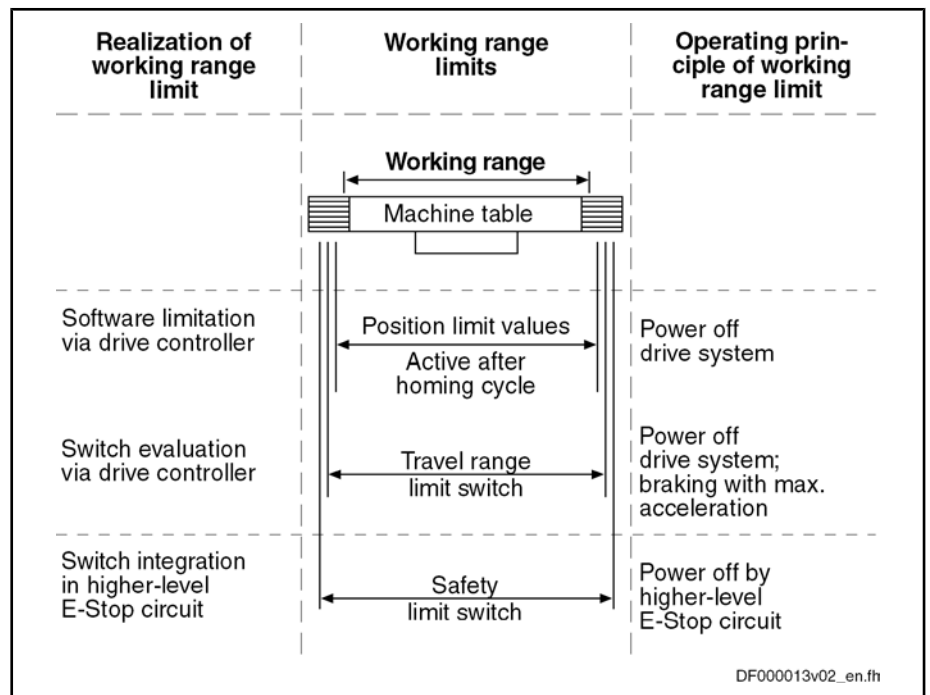 Realization of
working range
limit
Working range
limits
Operating prin-
ciple of working
range limit
Working range
Machine table
Software limitation
via drive controller
Position limit values
Active after
homing cycle
Power off
drive system
Switch evaluation
via drive controller
Travel range
limit switch
Power off
drive system;
braking with max.
acceleration
Switch integration
in higher-level
E-Stop circuit
Safety
limit switch
Power off by
higher-level
E-Stop circuit
DF000013v02_en.fh